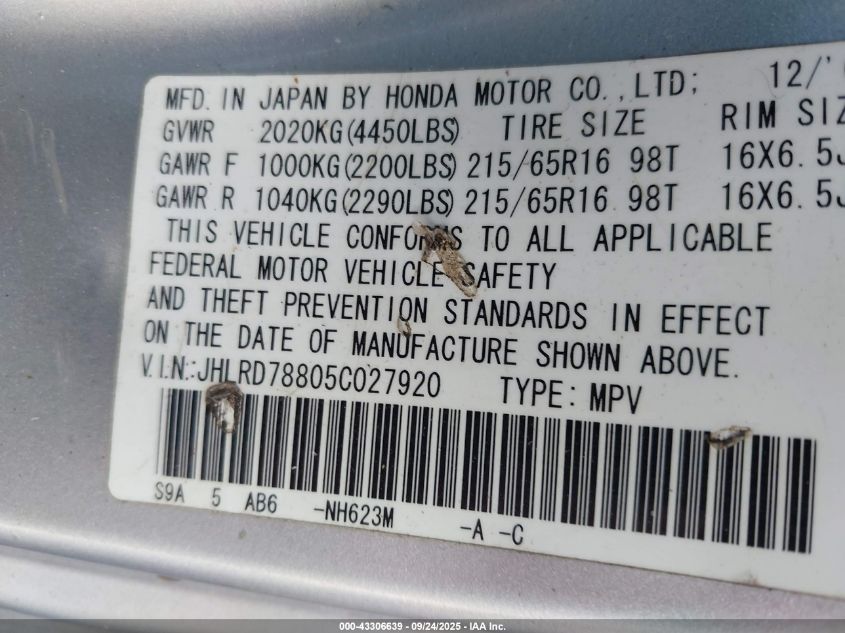 MFD. IN JAPAN BY HONDA MOTOR CO.,LTD; 12/'
GVWR 2020KG(4450LBS) TIRE SIZE RIM SIZ
GAWR F 1000KG(2200LBS) 215/65R16 98T 16X6.5J
GAWR R 1040KG(2290LBS) 215/65R16 98T 16X6.5J
THIS VEHICLE CONFORMS TO ALL APPLICABLE
FEDERAL MOTOR VEHICLE SAFETY
AND THEFT PREVENTION STANDARDS IN EFFECT
ON THE DATE OF MANUFACTURE SHOWN ABOVE.
V.I.N.:JHLRD78805C027920 TYPE: MPV
S9A 5 AB6 -NH623M -A -C
000-43306639 - 09/24/2025 - IAA Inc.